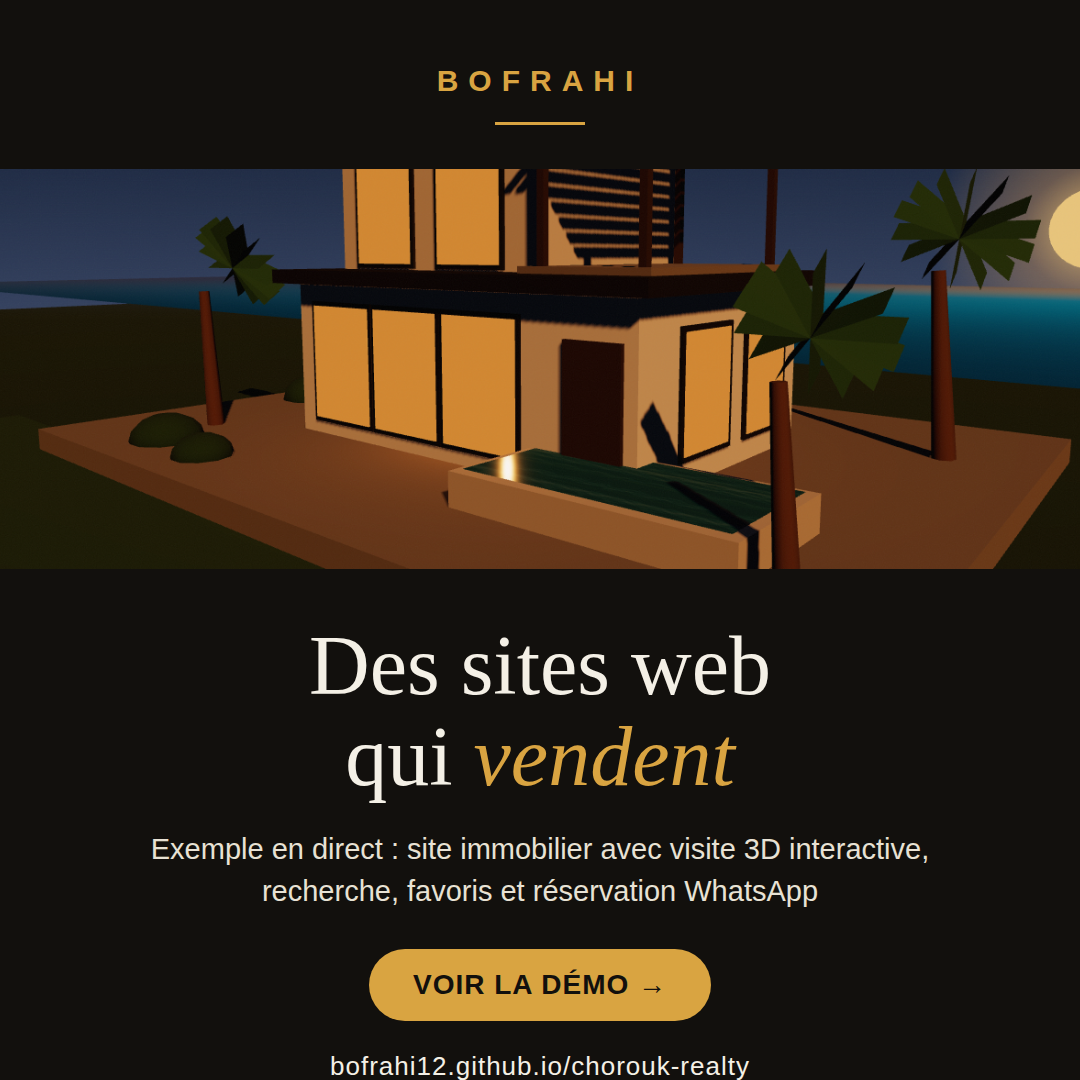 BOFRAHI
Des sites web
qui vendent
Exemple en direct : site immobilier avec visite 3D interactive,
recherche, favoris et réservation WhatsApp
VOIR LA DÉMO →
bofrahi12.github.io/chorouk-realty